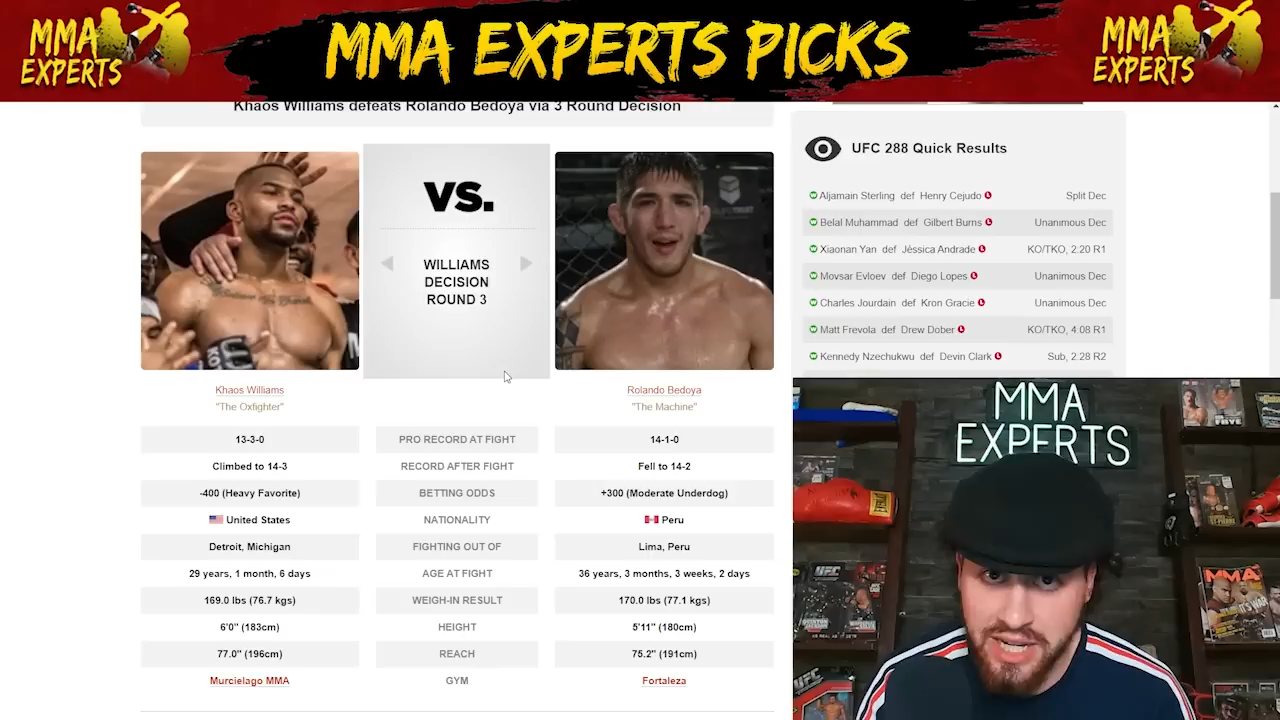 MMA EXPERTS
MMA EXPERTS PICKS
MMA EXPERTS
Khaos Williams defeats Rolando Bedoya via 3 Round Decision
VS.
WILLIAMS
DECISION
ROUND 3
Khaos Williams
"The Oxfighter"
Rolando Bedoya
"The Machine"
13-3-0 PRO RECORD AT FIGHT 14-1-0
Climbed to 14-3 RECORD AFTER FIGHT Fell to 14-2
-400 (Heavy Favorite) BETTING ODDS +300 (Moderate Underdog)
United States NATIONALITY Peru
Detroit, Michigan FIGHTING OUT OF Lima, Peru
29 years, 1 month, 6 days AGE AT FIGHT 36 years, 3 months, 3 weeks, 2 days
169.0 lbs (76.7 kgs) WEIGH-IN RESULT 170.0 lbs (77.1 kgs)
6'0" (183cm) HEIGHT 5'11" (180cm)
77.0" (196cm) REACH 75.2" (191cm)
Murcielago MMA GYM Fortaleza
UFC 288 Quick Results
W Aljamain Sterling def Henry Cejudo L Split Dec
W Belal Muhammad def Gilbert Burns L Unanimous Dec
W Xiaonan Yan def Jéssica Andrade L KO/TKO, 2:20 R1
W Movsar Evloev def Diego Lopes L Unanimous Dec
W Charles Jourdain def Kron Gracie L Unanimous Dec
W Matt Frevola def Drew Dober L KO/TKO, 4:08 R1
W Kennedy Nzechukwu def Devin Clark L Sub, 2:28 R2
MMA
EXPERTS
UFC
MMA
UFC